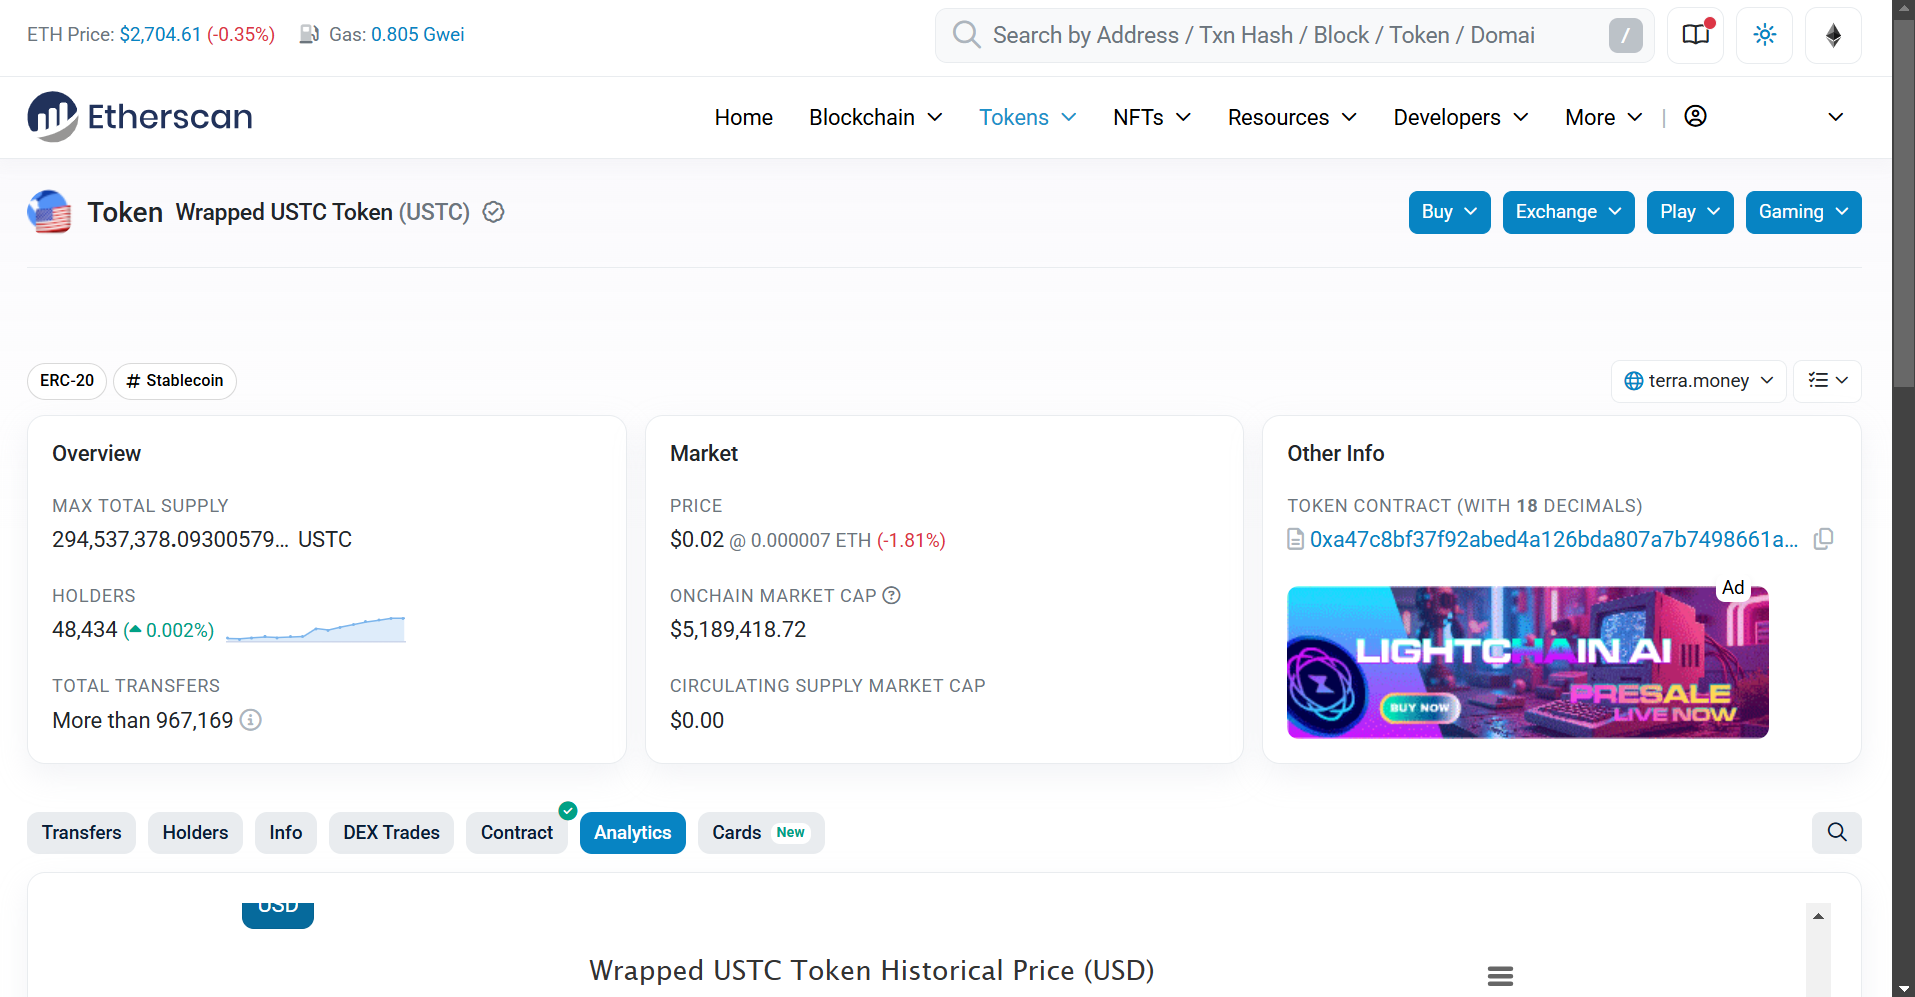 ETH Price: $2,704.61 (-0.35%) Gas: 0.805 Gwei
Search by Address / Txn Hash / Block / Token / Domai /
Etherscan
Home Blockchain Tokens NFTs Resources Developers More |
Token Wrapped USTC Token (USTC)
Buy Exchange Play Gaming
ERC-20 # Stablecoin
terra.money
Overview
MAX TOTAL SUPPLY
294,537,378.09300579... USTC
HOLDERS
48,434 (0.002%)
TOTAL TRANSFERS
More than 967,169
Market
PRICE
$0.02 @ 0.000007 ETH (-1.81%)
ONCHAIN MARKET CAP
$5,189,418.72
CIRCULATING SUPPLY MARKET CAP
$0.00
Other Info
TOKEN CONTRACT (WITH 18 DECIMALS)
0xa47c8bf37f92abed4a126bda807a7b7498661a...
Ad
LIGHTCHAIN AI
PRESALE
BUY NOW
LIVE NOW
Transfers Holders Info DEX Trades Contract Analytics Cards New
USD
Wrapped USTC Token Historical Price (USD)